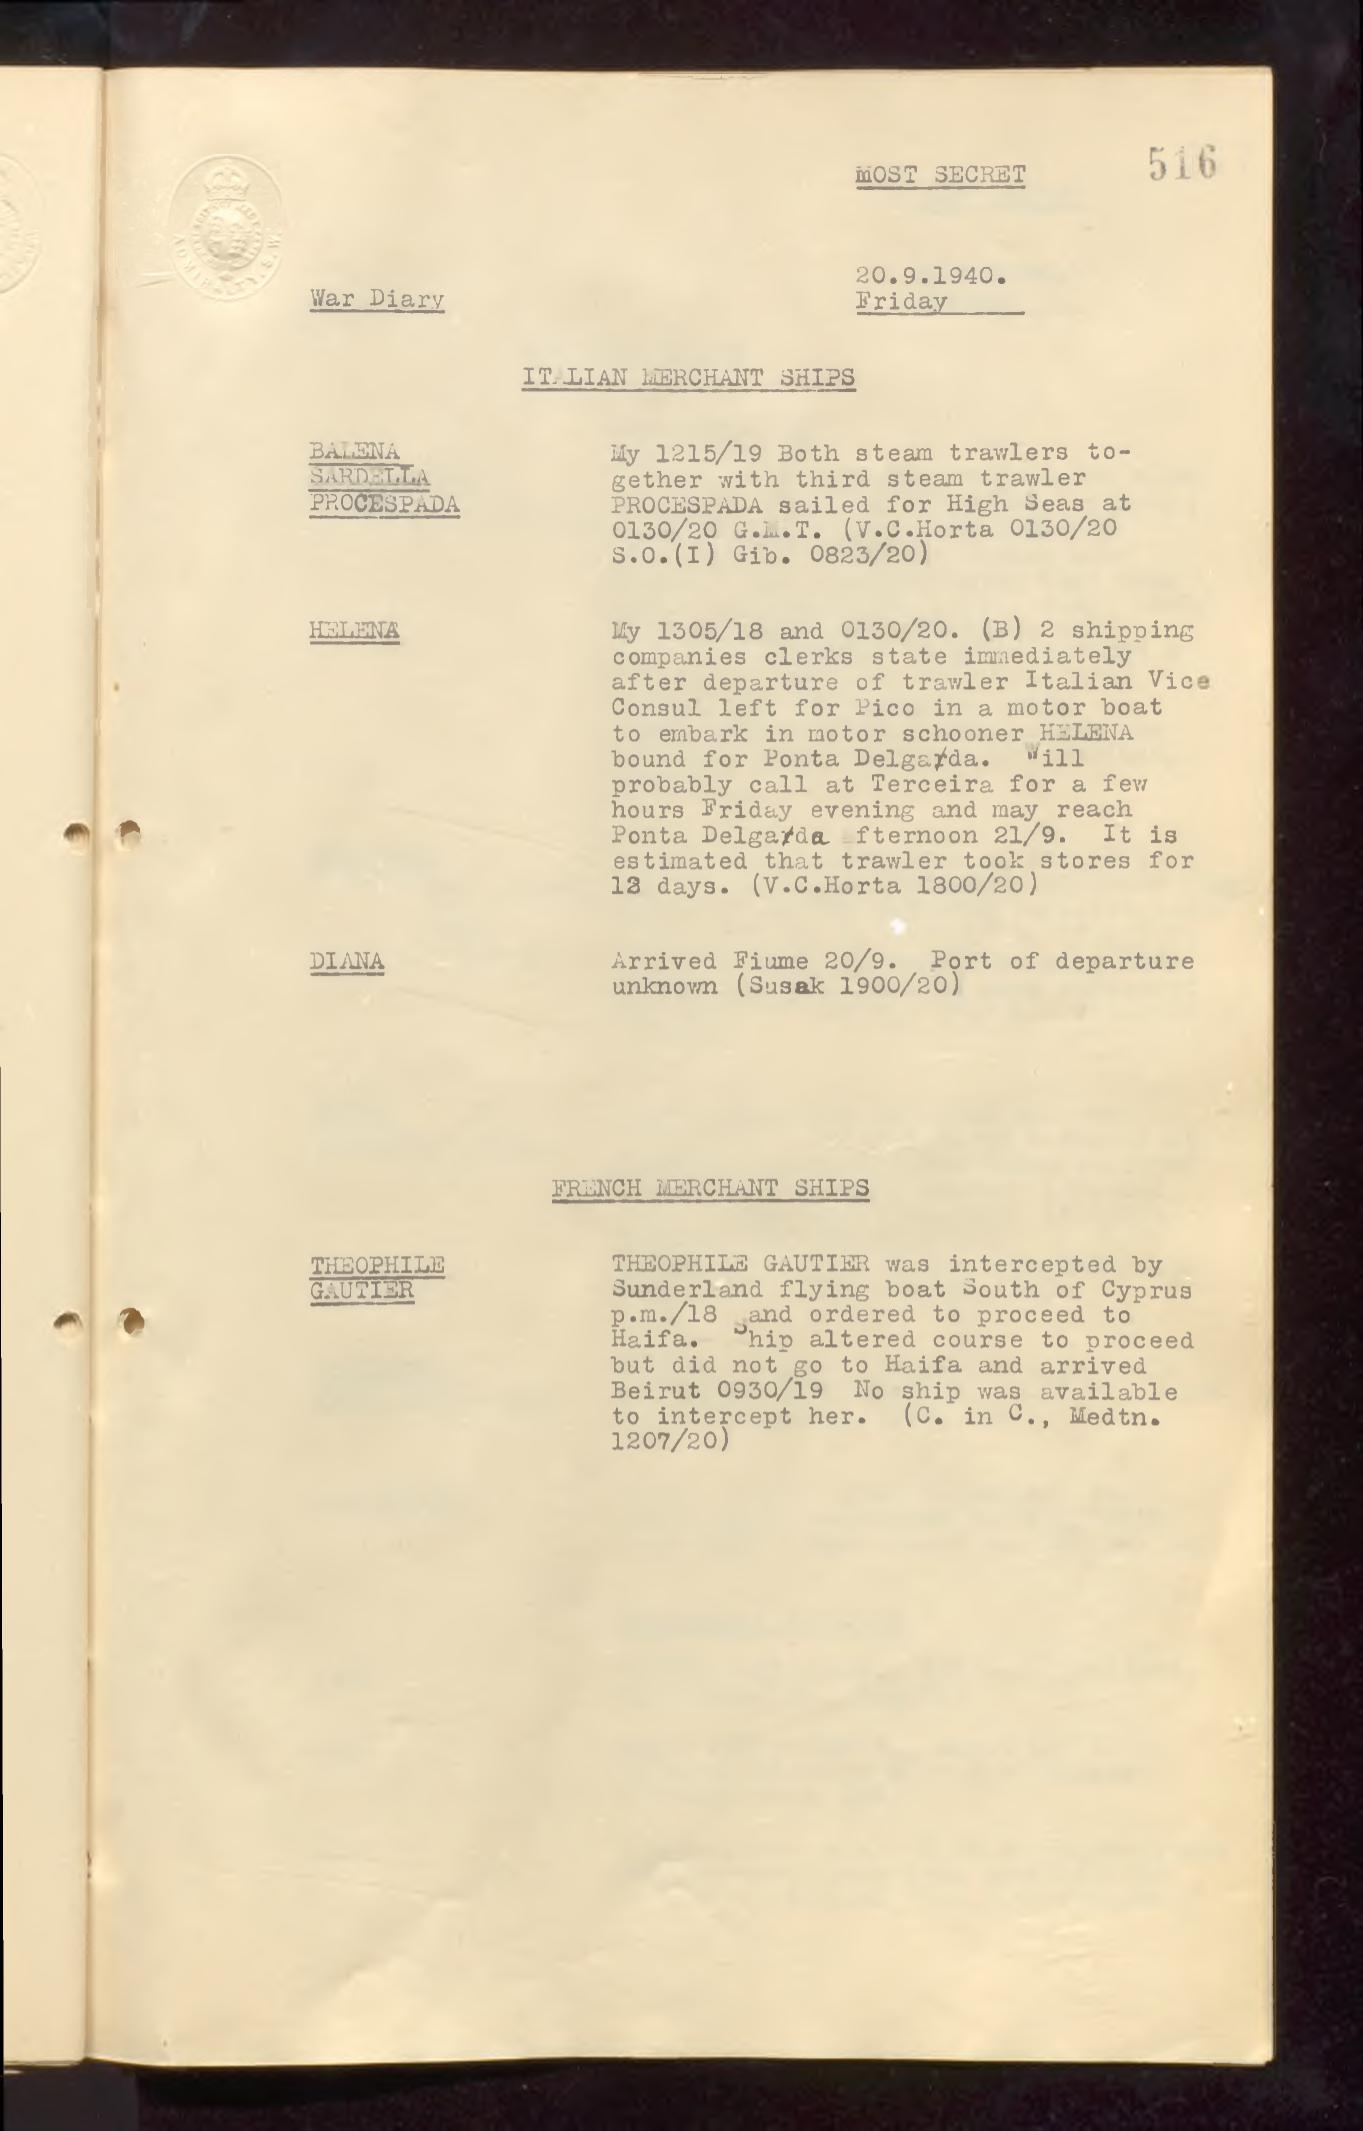 MOST SECRET
516
20.9.1940.
War Diary
Friday
ITALIAN MERCHANT SHIPS
BALENA
SARDELLA
PROCESPADA
My 1215/19 Both steam trawlers to-
gether with third steam trawler
PROCESPADA sailed for High Seas at
0130/20 G.M.T. (V.C.Horta 0130/20
S.O.(I) Gib. 0823/20)
HELENA
My 1305/18 and 0130/20. (B) 2 shipping
companies clerks state immediately
after departure of trawler Italian Vice
Consul left for Pico in a motor boat
to embark in motor schooner HELENA
bound for Ponta Delgada. Will
probably call at Terceira for a few
hours Friday evening and may reach
Ponta Delgada afternoon 21/9. It is
estimated that trawler took stores for
days. (V.C.Horta 1800/20)
DIANA
Arrived Fiume 20/9. Port of departure
unknown (Susak 1900/20)
FRENCH MERCHANT SHIPS
THEOPHILE
GAUTIER
THEOPHILE GAUTIER was intercepted by
Sunderland flying boat South of Cyprus
p.m./18 and ordered to proceed to
Haifa. Ship altered course to proceed
but did not go to Haifa and arrived
Beirut 0930/19 No ship was available
to intercept her. (C. in C., Medtn.
1207/20)